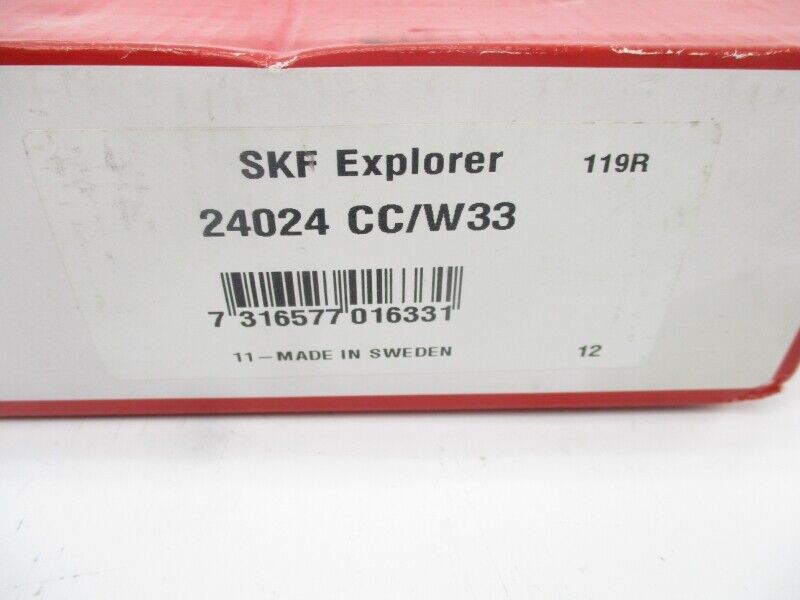 SKF Explorer 119R
24024 CC/W33
7 316577 016331
11-MADE IN SWEDEN 12